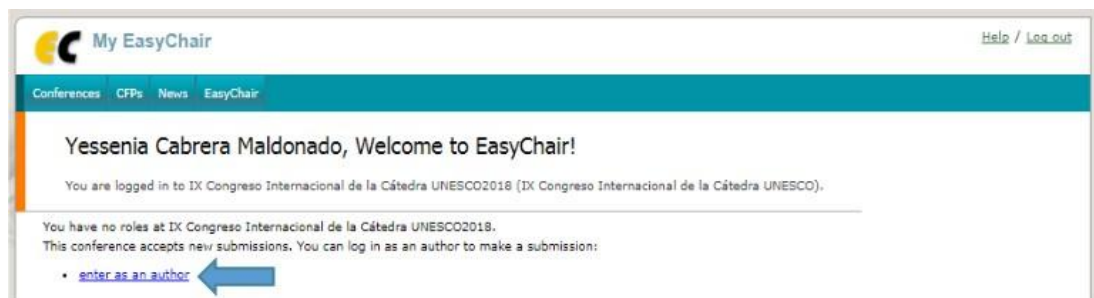 EC My EasyChair
Help / Log out
Conferences CFPs News EasyChair
Yessenia Cabrera Maldonado, Welcome to EasyChair!
You are logged in to IX Congreso Internacional de la Cátedra UNESCO2018 (IX Congreso Internacional de la Cátedra UNESCO).
You have no roles at IX Congreso Internacional de la Cátedra UNESCO2018.
This conference accepts new submissions. You can log in as an author to make a submission:
• enter as an author